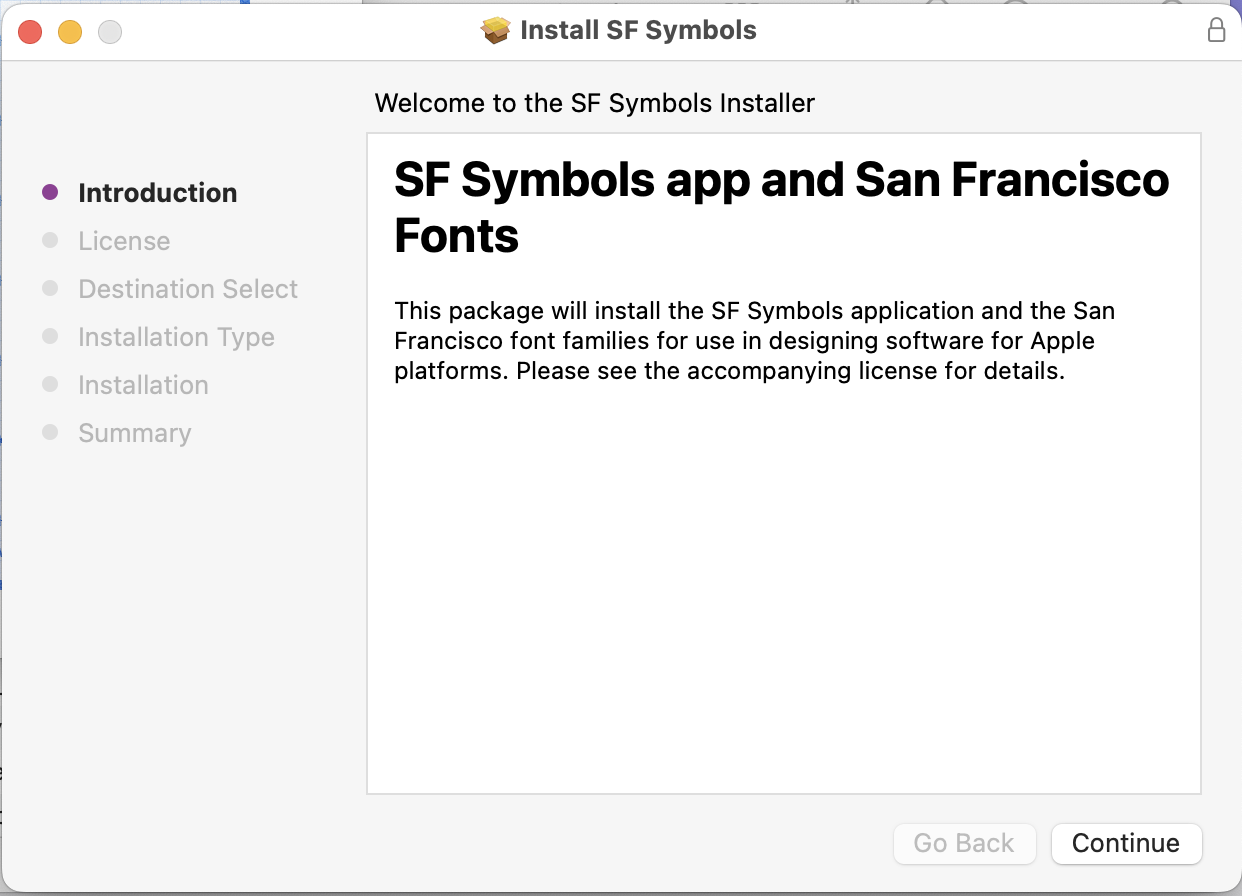 Install SF Symbols
Welcome to the SF Symbols Installer
Introduction
License
Destination Select
Installation Type
Installation
Summary
SF Symbols app and San Francisco
Fonts
This package will install the SF Symbols application and the San
Francisco font families for use in designing software for Apple
platforms. Please see the accompanying license for details.
Go Back
Continue